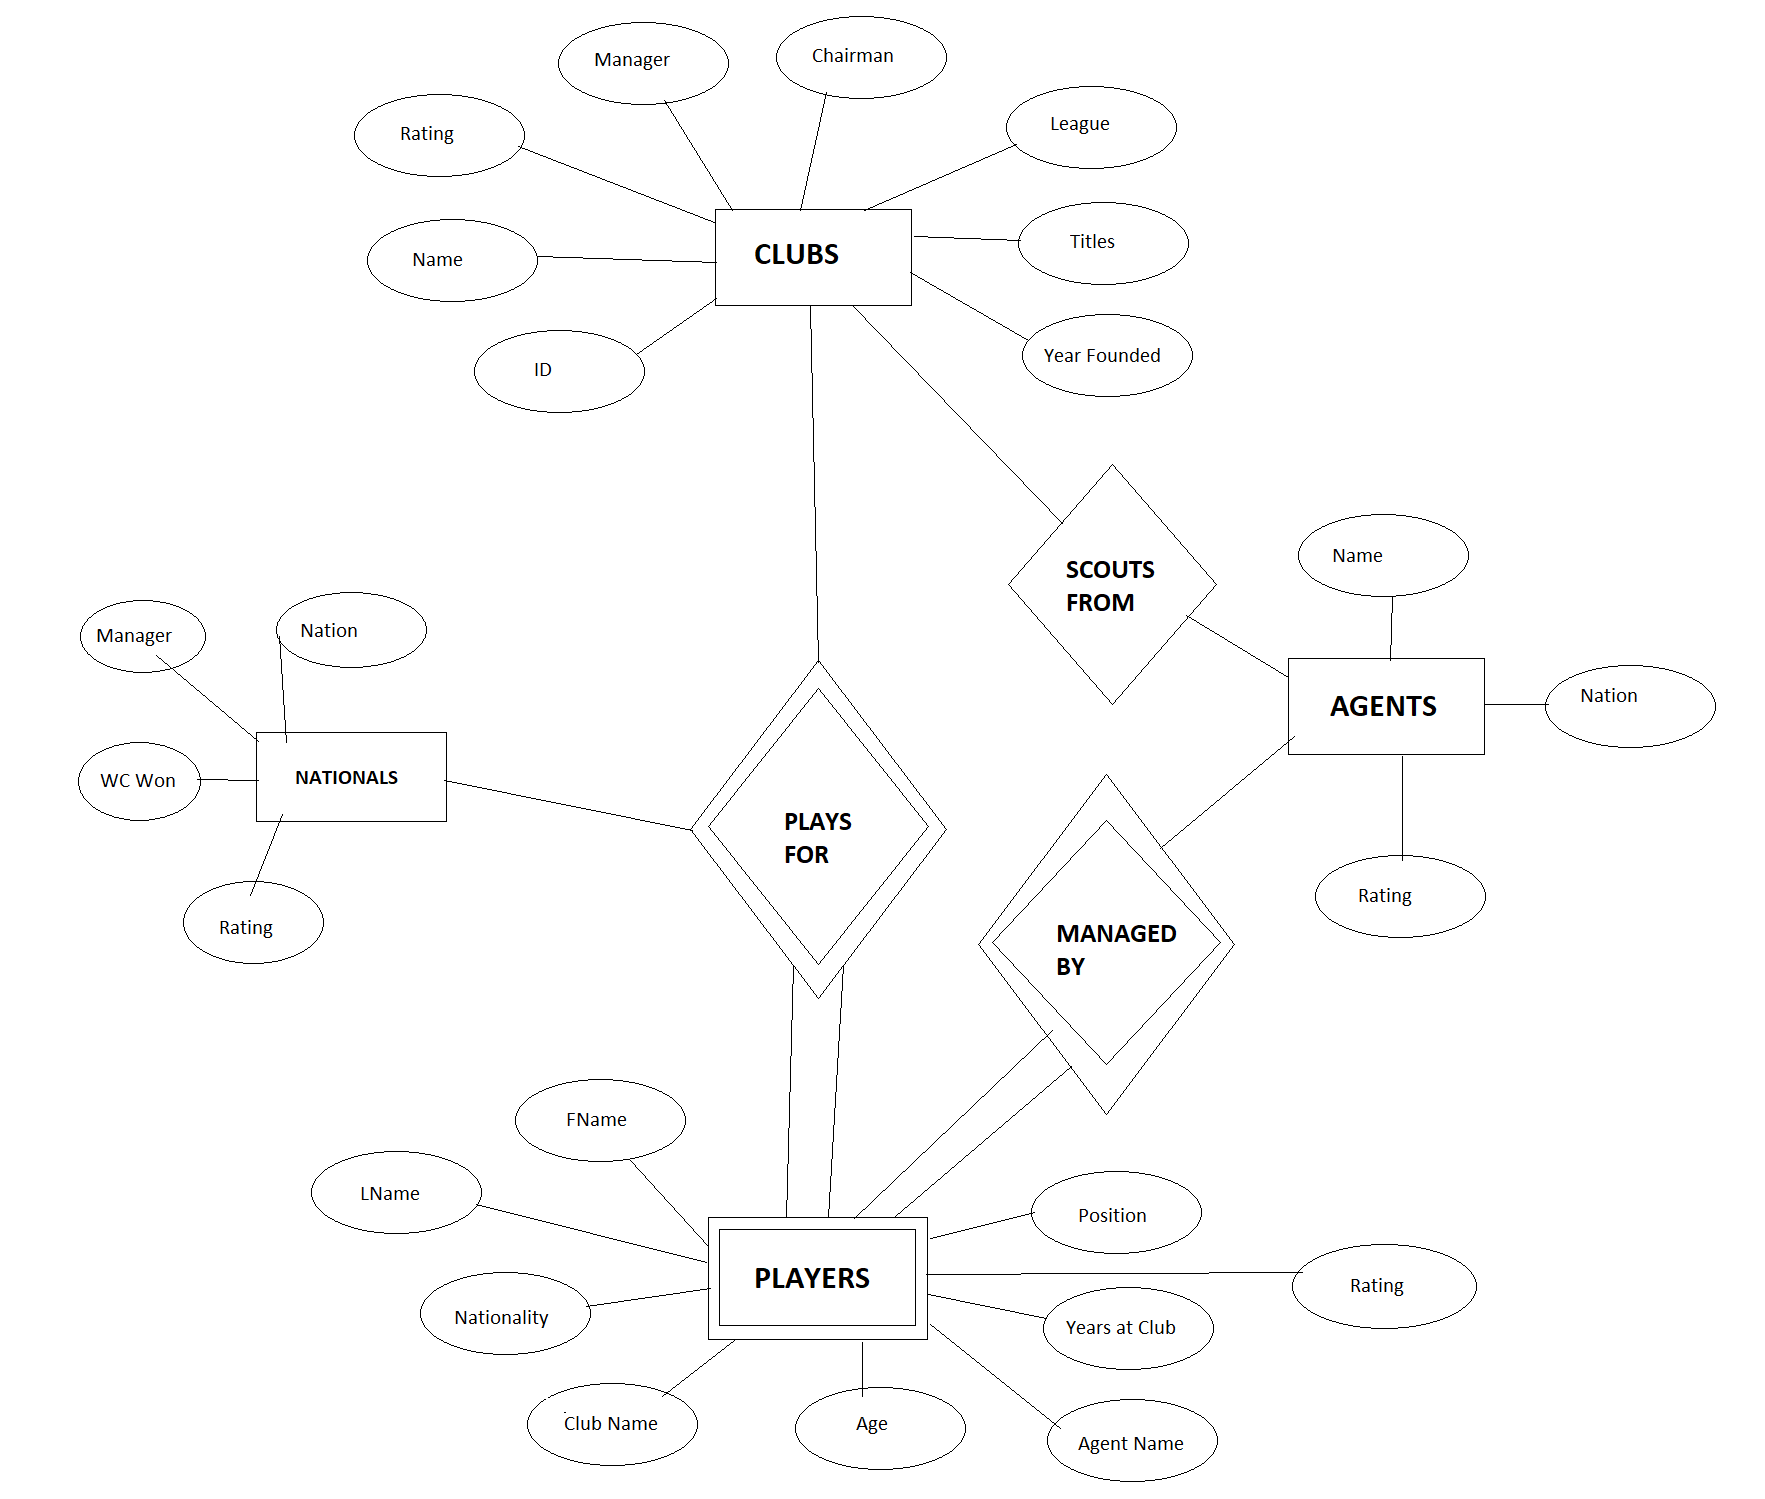 Manager
Chairman
Rating
League
Name
CLUBS
Titles
ID
Year Founded
SCOUTS
FROM
Name
Manager
Nation
AGENTS
Nation
WC Won
NATIONALS
PLAYS
FOR
Rating
Rating
MANAGED
BY
FName
LName
Position
PLAYERS
Rating
Nationality
Years at Club
Club Name
Age
Agent Name